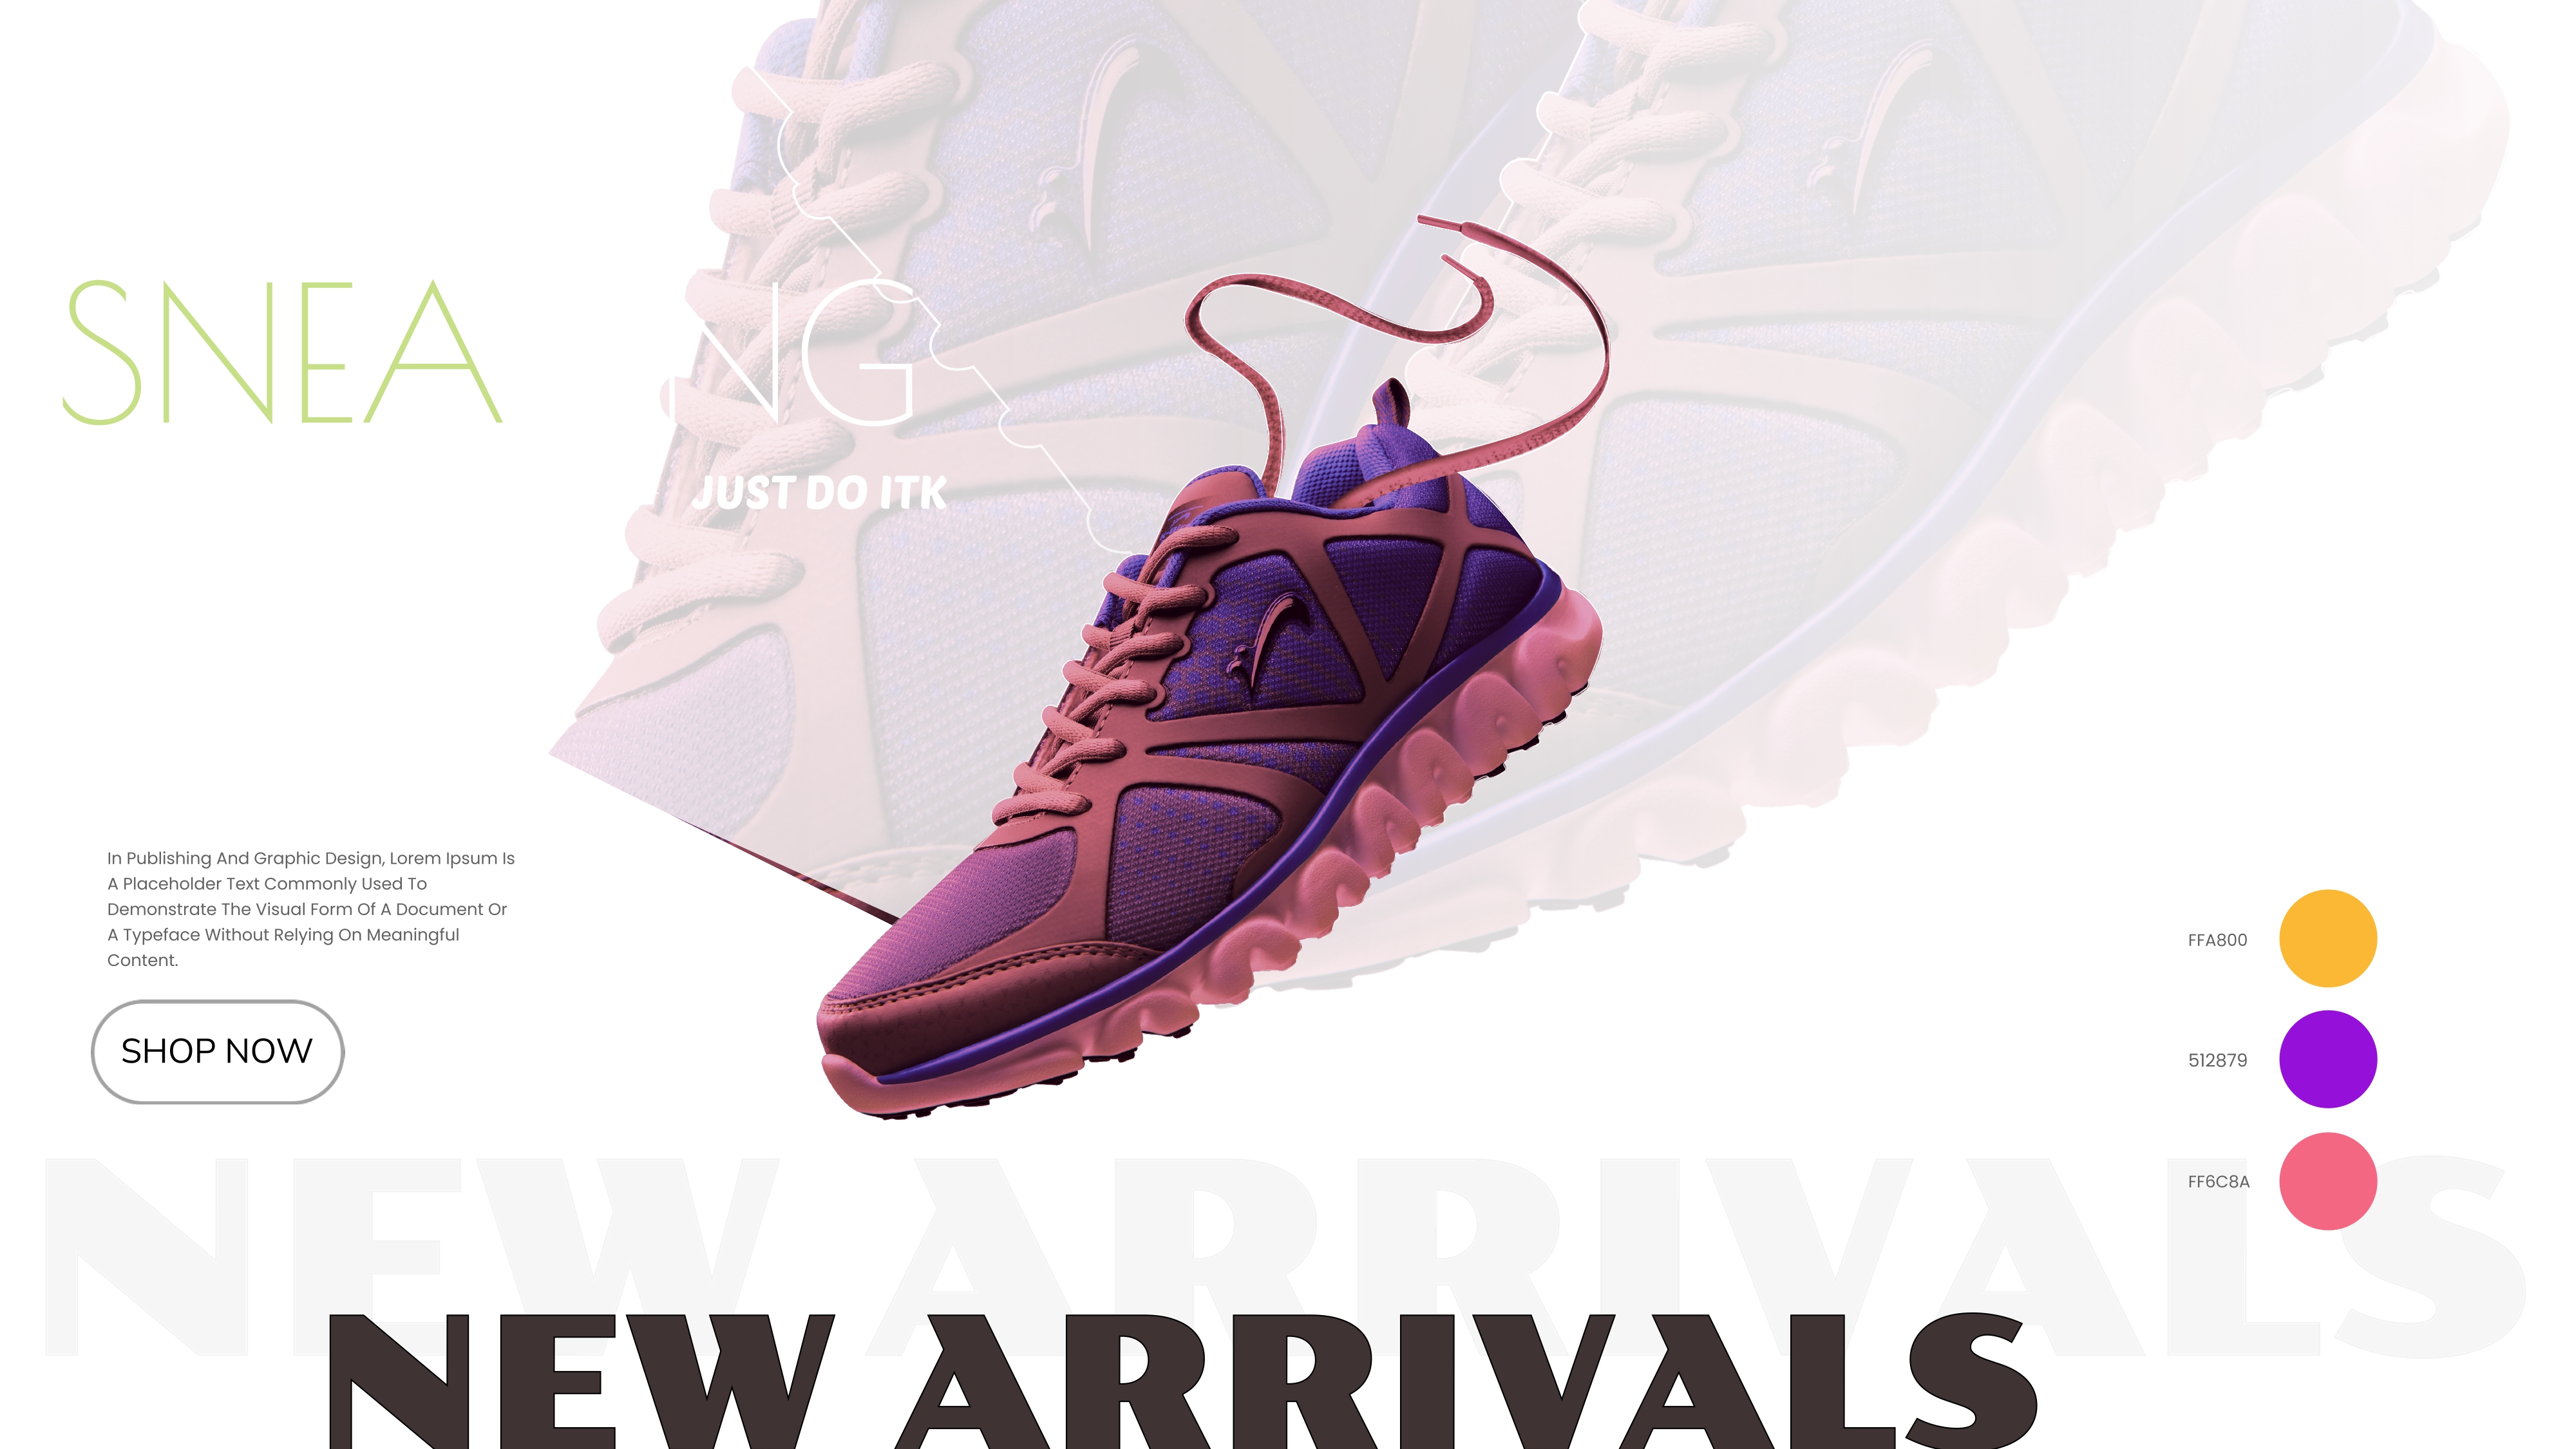 SNEA
NG
JUST DO ITK
In Publishing And Graphic Design, Lorem Ipsum Is
A Placeholder Text Commonly Used To
Demonstrate The Visual Form Of A Document Or
A Typeface Without Relying On Meaningful
Content.
SHOP NOW
FFA800
512879
FF6C8A
NEW ARRIVALS
NEW ARRIVALS